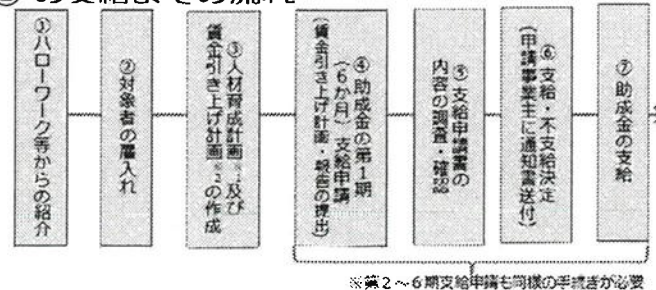 の支給までの流れ
①ハローワーク等からの紹介
②対象者の雇入れ
③人材育成計画※1及び
賃金引き上げ計画※2の作成
④助成金の第1期
(6か月)支給申請
(賃金引き上げ計画・報告の提出)
⑤支給申請書の
内容の調査・確認
⑥支給・不支給決定
(申請事業主に通知書送付)
⑦助成金の支給
※第2～6期支給申請も同様の手続きが必要